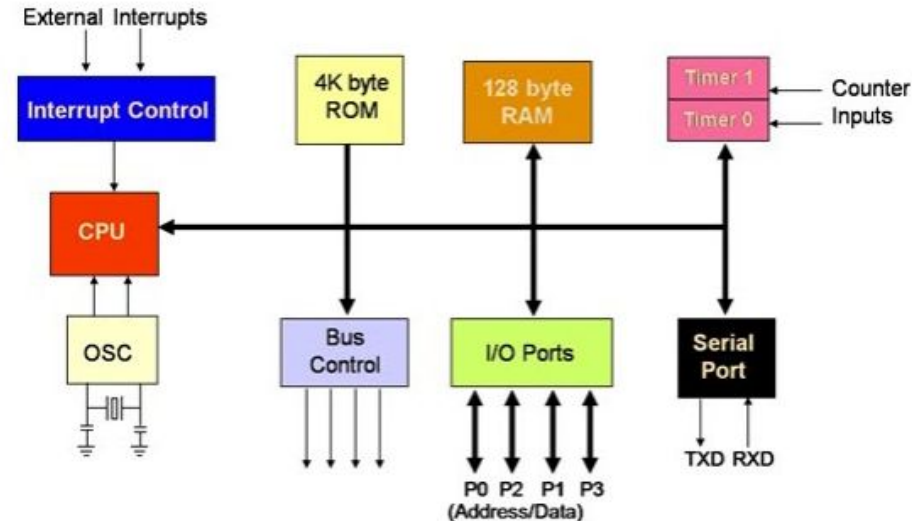 External Interrupts
Interrupt Control
4K byte
ROM
128 byte
RAM
Timer 1
Timer 0
Counter
Inputs
CPU
OSC
Bus
Control
I/O Ports
Serial
Port
TXD RXD
P0 P2 P1 P3
(Address/Data)